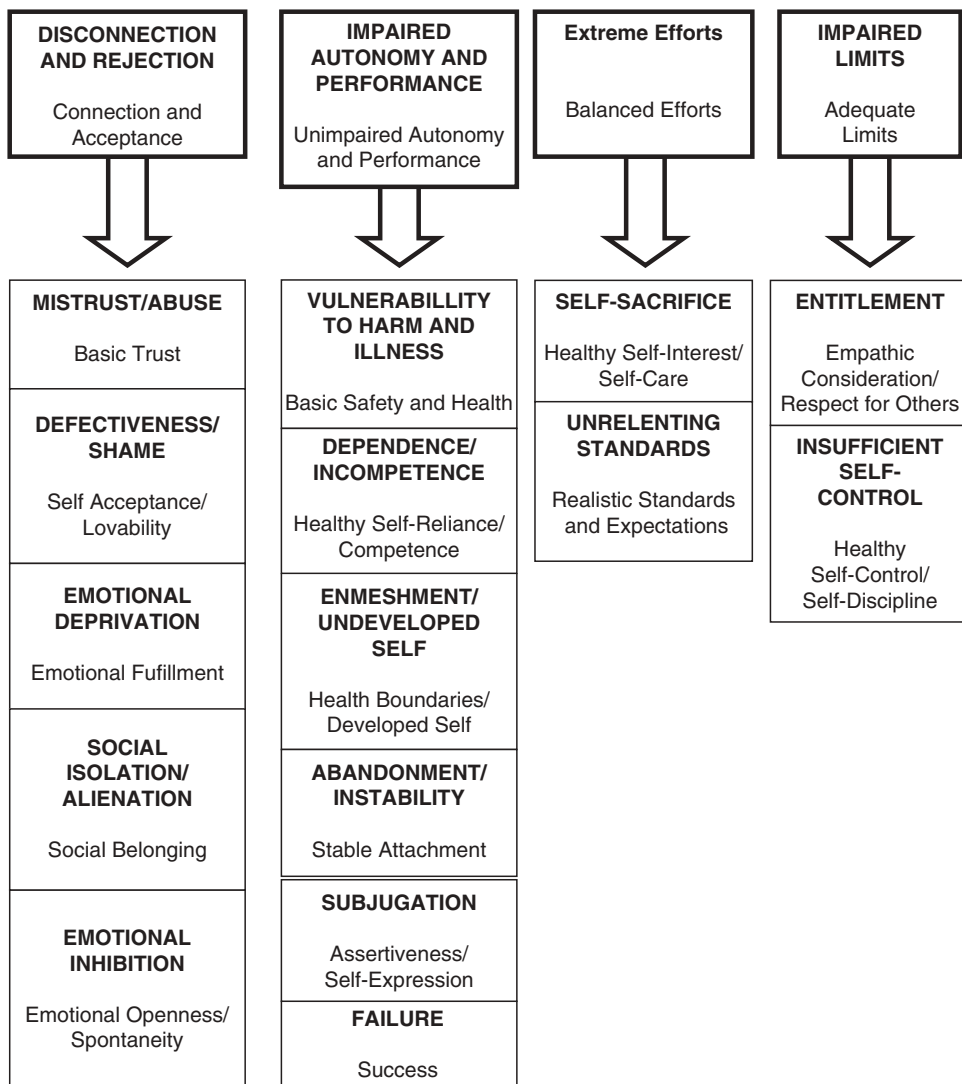 DISCONNECTION
AND REJECTION
Connection and
Acceptance
MISTRUST/ABUSE
Basic Trust
DEFECTIVENESS/
SHAME
Self Acceptance/
Lovability
EMOTIONAL
DEPRIVATION
Emotional Fufillment
SOCIAL
ISOLATION/
ALIENATION
Social Belonging
EMOTIONAL
INHIBITION
Emotional Openness/
Spontaneity
IMPAIRED
AUTONOMY AND
PERFORMANCE
Unimpaired Autonomy
and Performance
VULNERABILLITY
TO HARM AND
ILLNESS
Basic Safety and Health
DEPENDENCE/
INCOMPETENCE
Healthy Self-Reliance/
Competence
ENMESHMENT/
UNDEVELOPED
SELF
Health Boundaries/
Developed Self
ABANDONMENT/
INSTABILITY
Stable Attachment
SUBJUGATION
Assertiveness/
Self-Expression
FAILURE
Success
Extreme Efforts
Balanced Efforts
SELF-SACRIFICE
Healthy Self-Interest/
Self-Care
UNRELENTING
STANDARDS
Realistic Standards
and Expectations
IMPAIRED
LIMITS
Adequate
Limits
ENTITLEMENT
Empathic
Consideration/
Respect for Others
INSUFFICIENT
SELF-
CONTROL
Healthy
Self-Control/
Self-Discipline